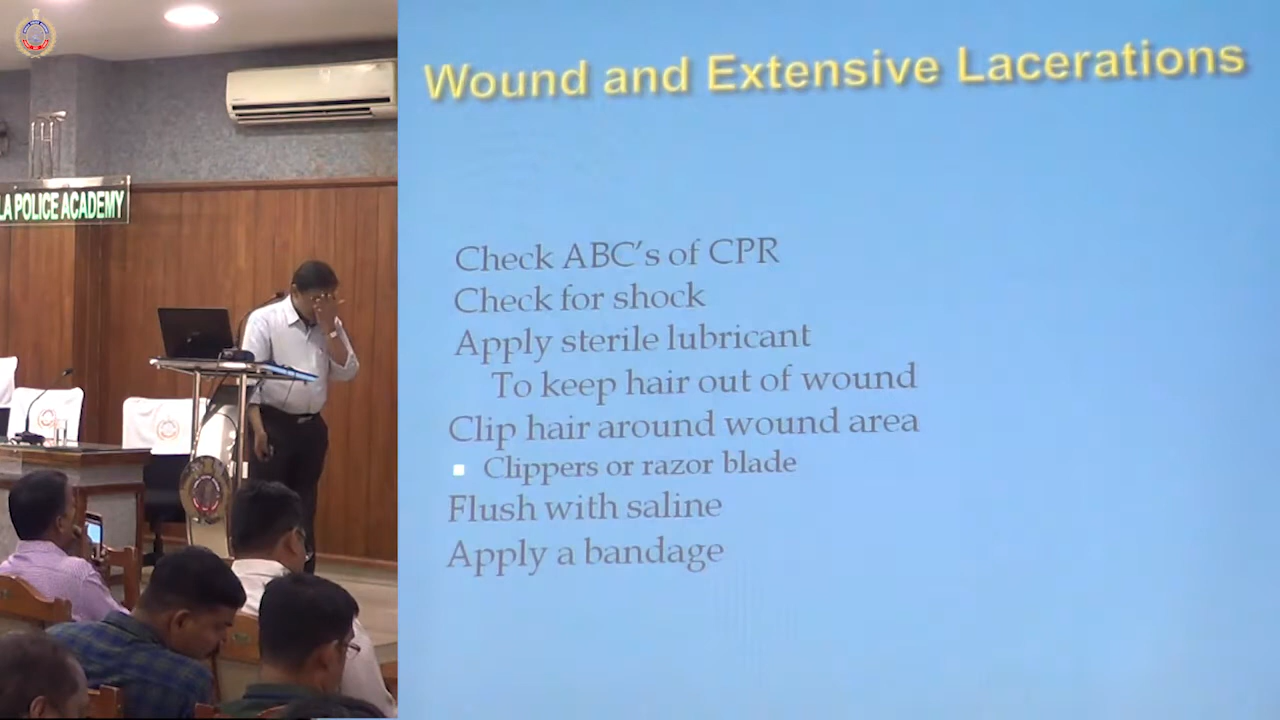 LA POLICE ACADEMY
Wound and Extensive Lacerations
Check ABC's of CPR
Check for shock
Apply sterile lubricant
To keep hair out of wound
Clip hair around wound area
Clippers or razor blade
Flush with saline
Apply a bandage